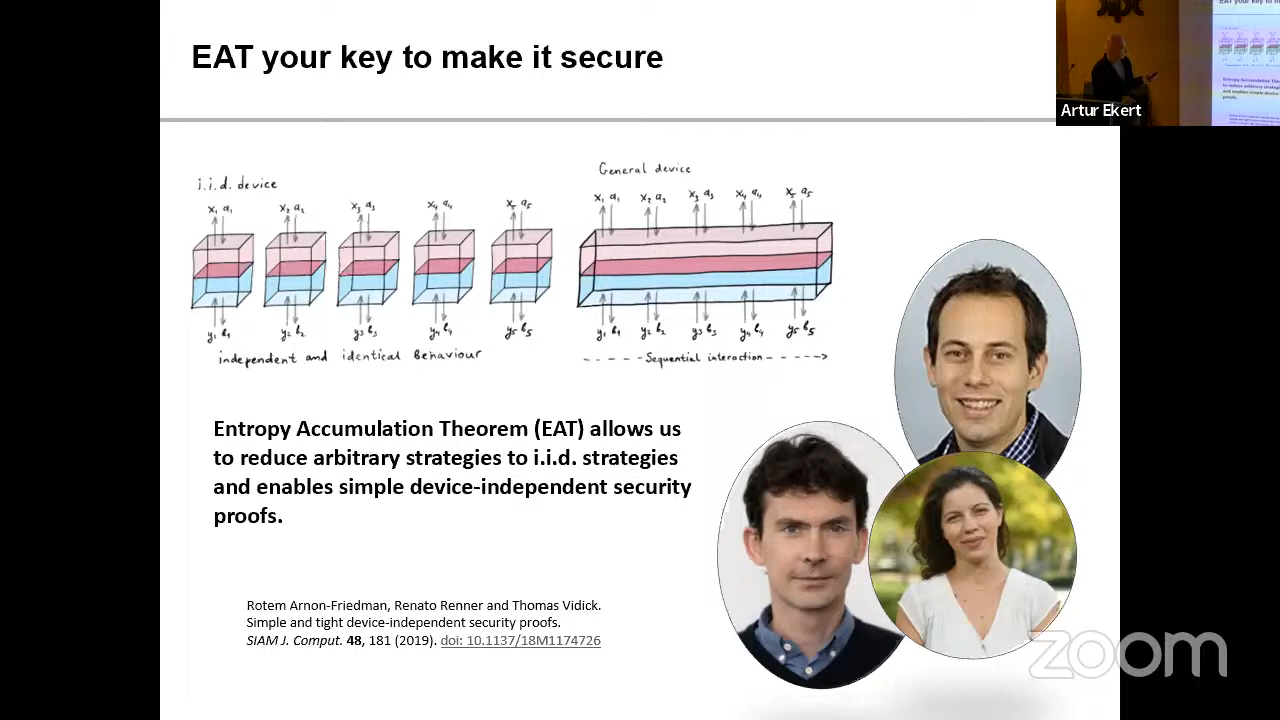 EAT your key to make it secure
Artur Ekert
i.i.d. device
x₁ a₁ x₂ a₂ x₃ a₃ x₄ a₄ x₅ a₅
y₁ b₁ y₂ b₂ y₃ b₃ y₄ b₄ y₅ b₅
independent and identical behaviour
General device
x₁ a₁ x₂ a₂ x₃ a₃ x₄ a₄ x₅ a₅
y₁ b₁ y₂ b₂ y₃ b₃ y₄ b₄ y₅ b₅
Sequential interaction
Entropy Accumulation Theorem (EAT) allows us
to reduce arbitrary strategies to i.i.d. strategies
and enables simple device-independent security
proofs.
Rotem Arnon-Friedman, Renato Renner and Thomas Vidick.
Simple and tight device-independent security proofs.
SIAM J. Comput. 48, 181 (2019). doi: 10.1137/18M1174726
zoom